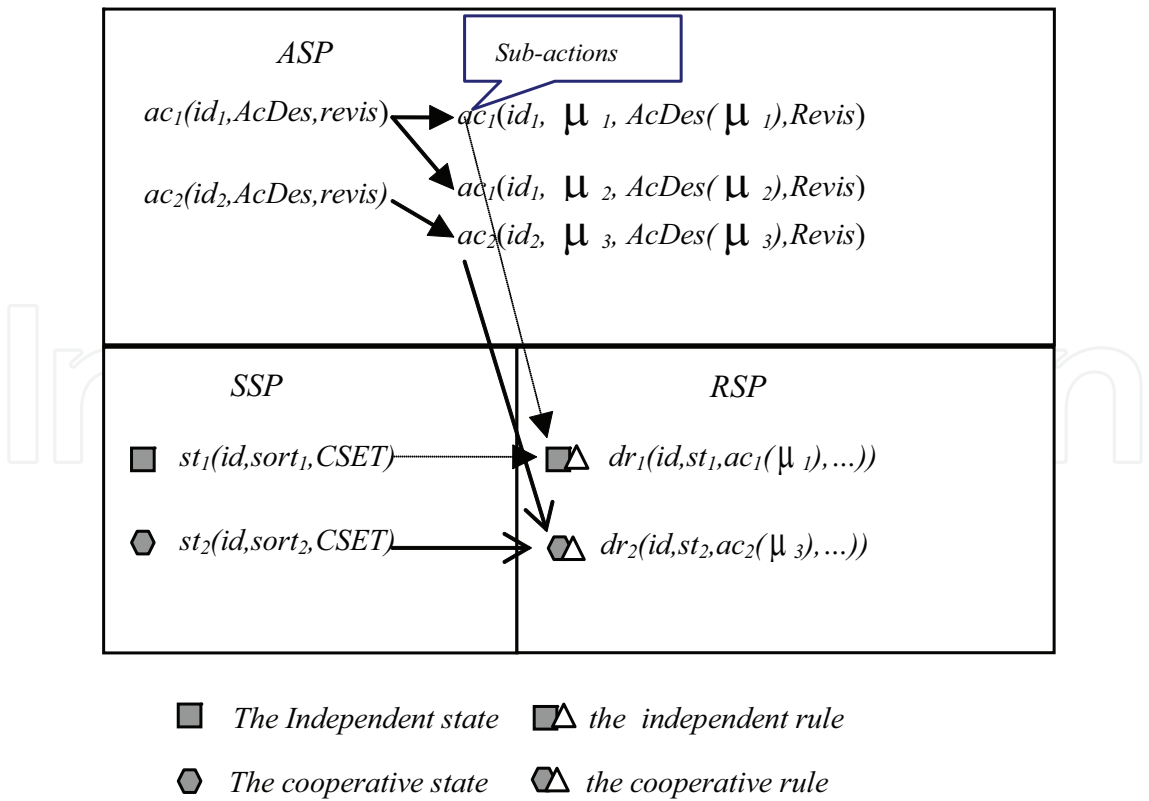 Sub-actions
ASP
ac1(id1,AcDes,revis) ac1(id1, μ 1, AcDes( μ 1),Revis)
ac1(id1, μ 2, AcDes( μ 2),Revis)
ac2(id2,AcDes,revis)
ac2(id2, μ 3, AcDes( μ 3),Revis)
SSP RSP
st1(id,sort1,CSET) dr1(id,st1,ac1(μ 1),...))
st2(id,sort2,CSET) dr2(id,st2,ac2(μ 3),...))
The Independent state the independent rule
The cooperative state the cooperative rule